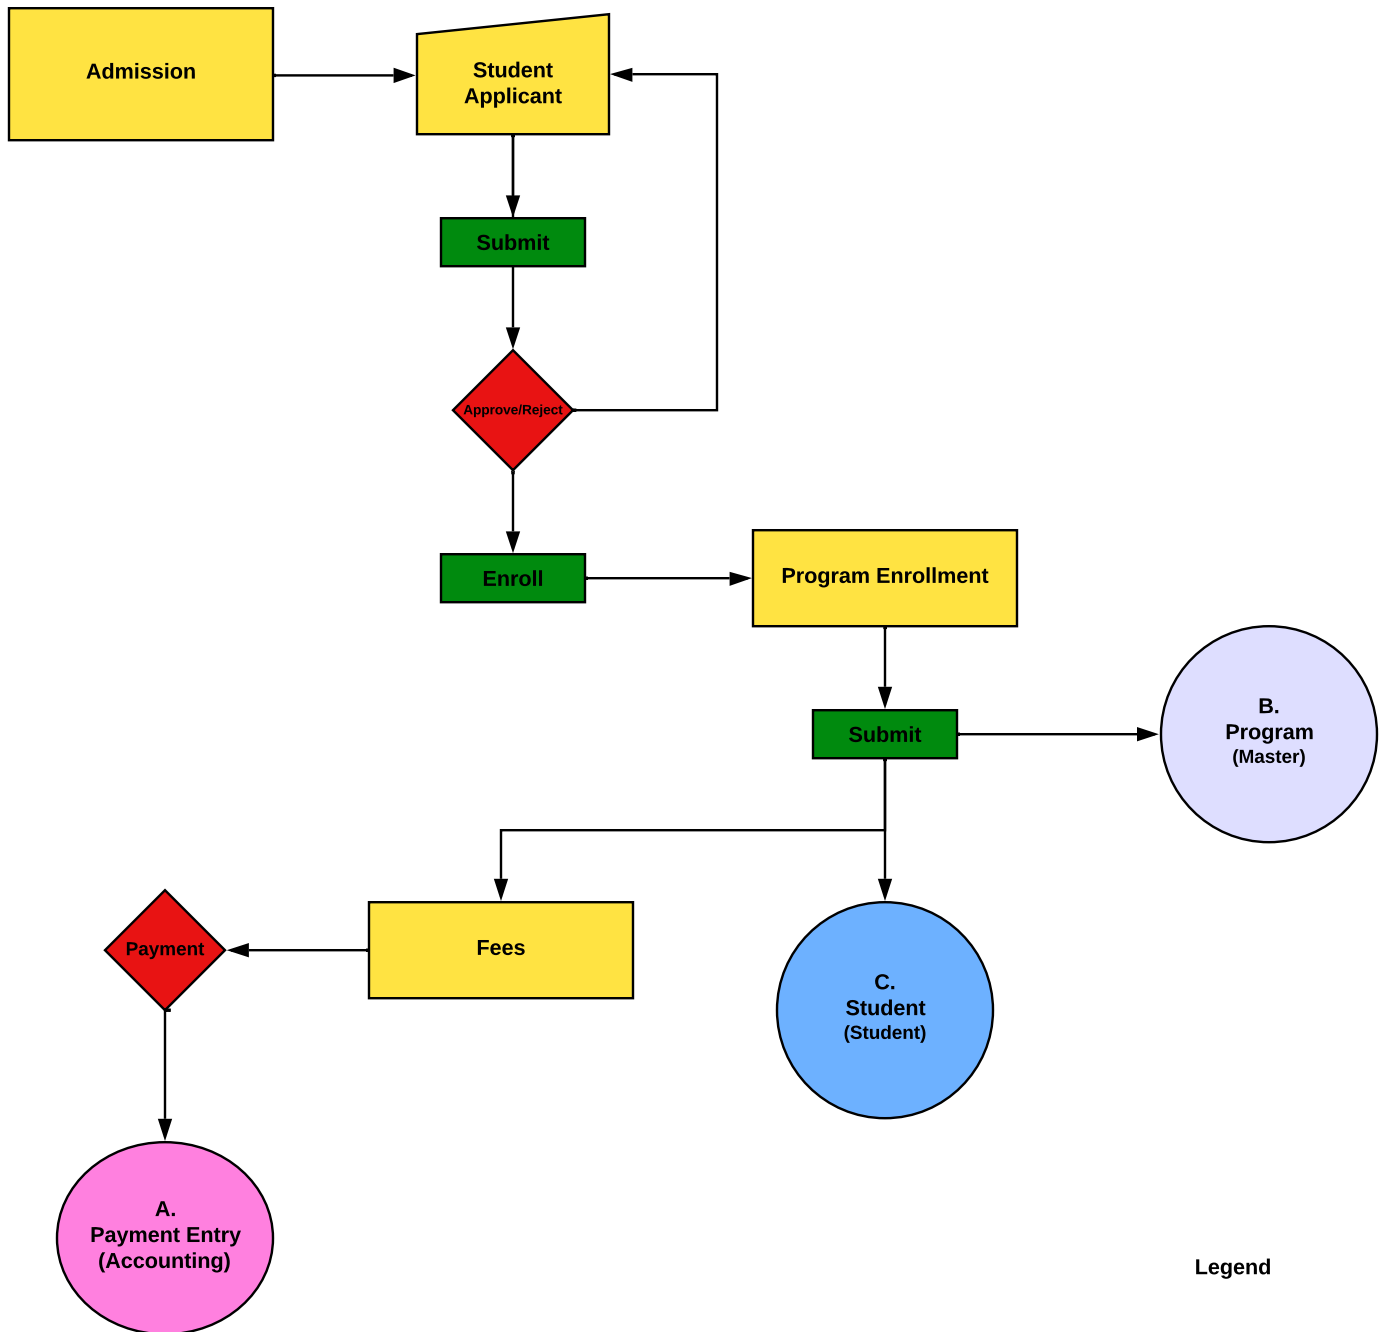 Admission
Student
Applicant
Submit
Approve/Reject
Enroll
Program Enrollment
Submit
B.
Program
(Master)
Payment
Fees
C.
Student
(Student)
A.
Payment Entry
(Accounting)
Legend